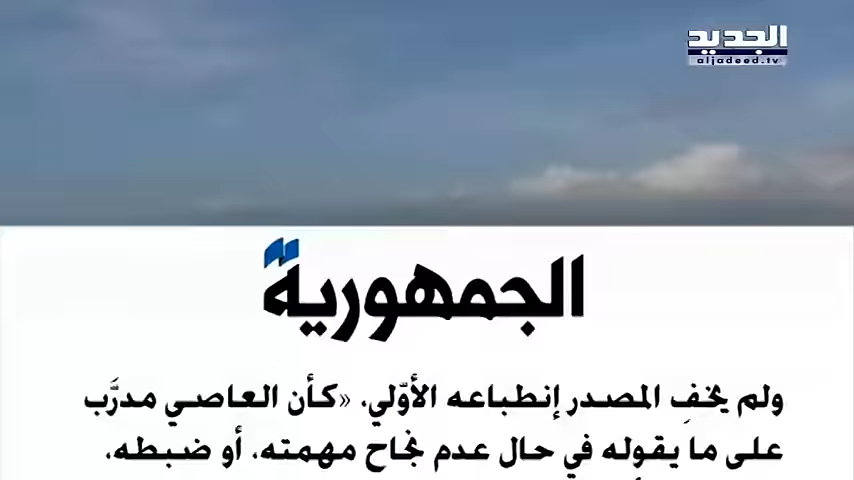 الجديد
aljadeed.tv
الجمهورية
ولم يخفِ المصدر إنطباعه الأوّلي، «كأن العاصي مدرَّب
على ما يقوله في حال عدم نجاح مهمته، أو ضبطه،